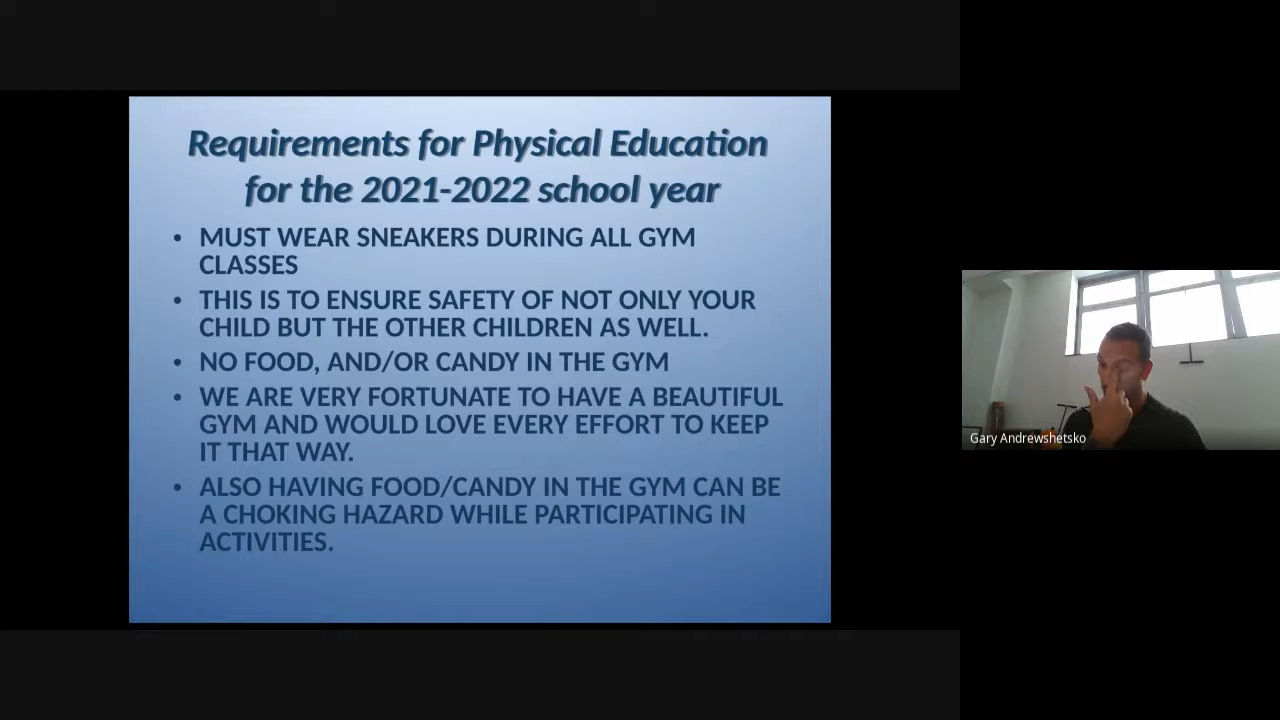 Requirements for Physical Education
for the 2021-2022 school year
• MUST WEAR SNEAKERS DURING ALL GYM
CLASSES
• THIS IS TO ENSURE SAFETY OF NOT ONLY YOUR
CHILD BUT THE OTHER CHILDREN AS WELL.
• NO FOOD, AND/OR CANDY IN THE GYM
• WE ARE VERY FORTUNATE TO HAVE A BEAUTIFUL
GYM AND WOULD LOVE EVERY EFFORT TO KEEP
IT THAT WAY.
• ALSO HAVING FOOD/CANDY IN THE GYM CAN BE
A CHOKING HAZARD WHILE PARTICIPATING IN
ACTIVITIES.
Gary Andrewshetsko